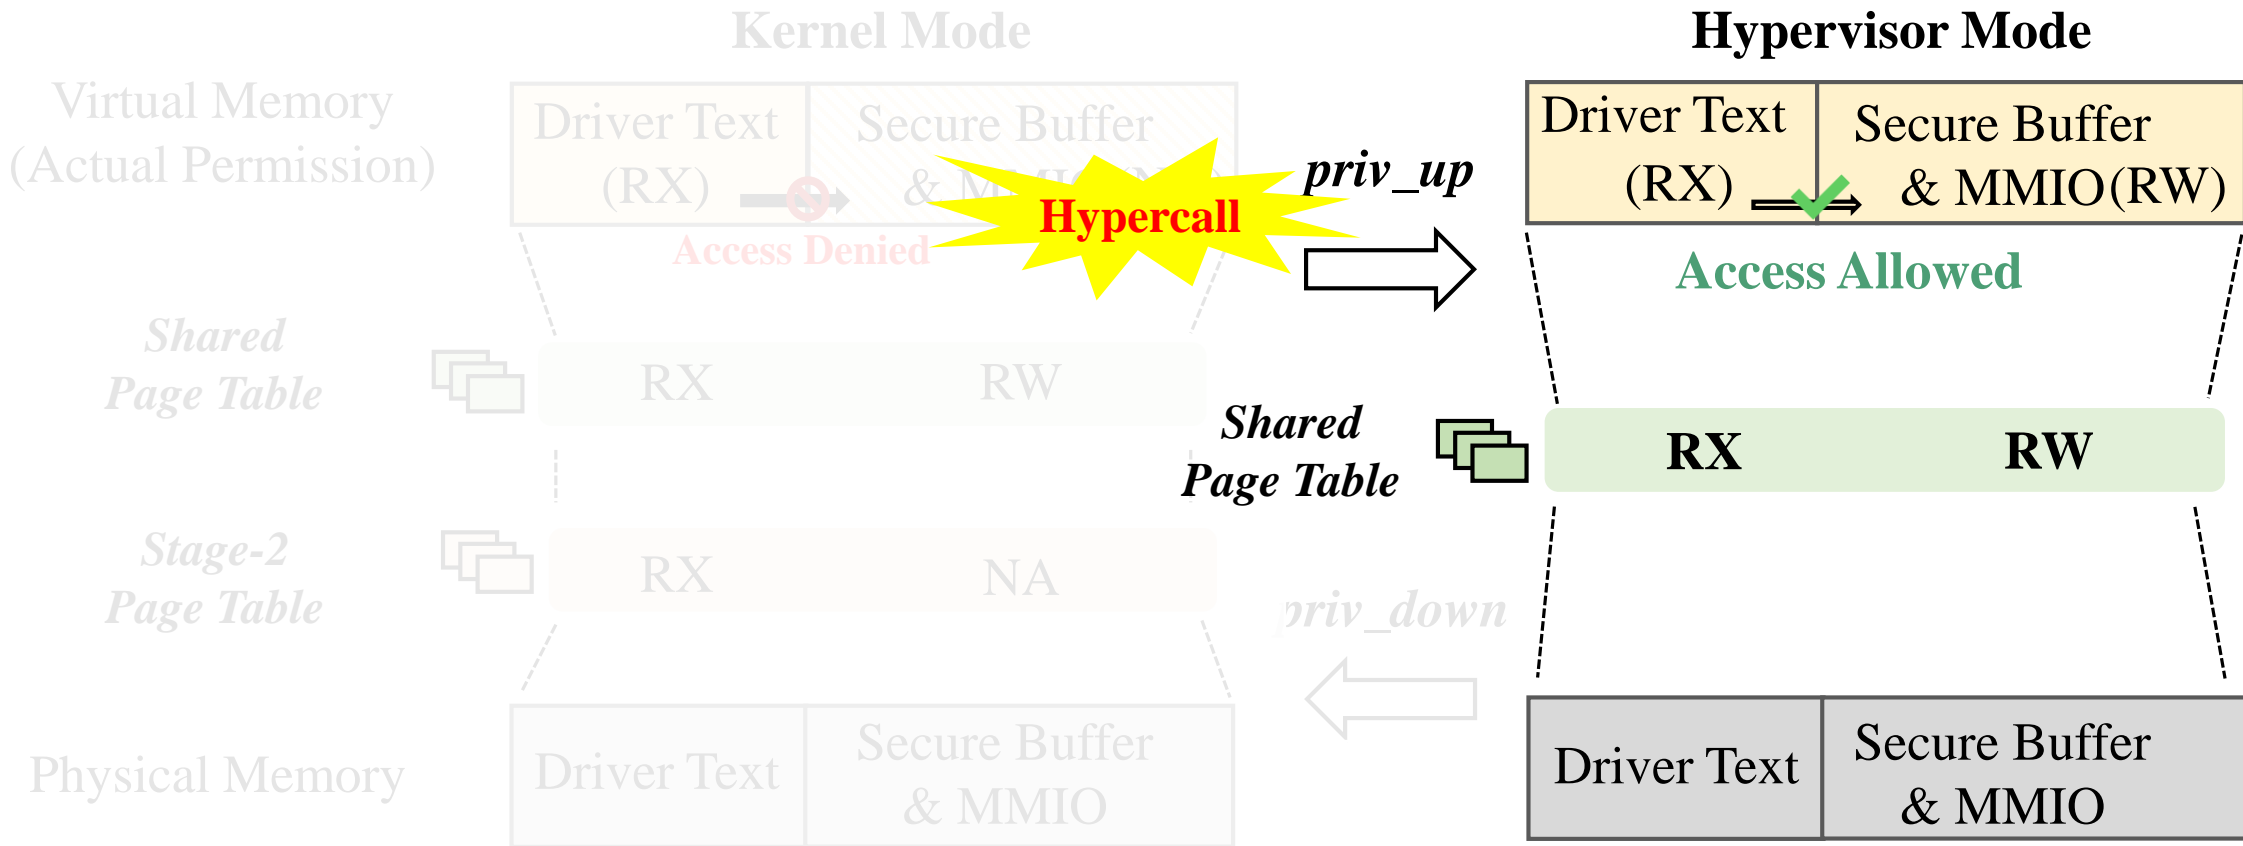 Kernel Mode
Hypervisor Mode
Virtual Memory
(Actual Permission)
Driver Text
(RX)
Secure Buffer
& MMIO
Access Denied
Hypercall
priv_up
Driver Text
(RX)
Secure Buffer
& MMIO(RW)
Access Allowed
Shared
Page Table
RX
RW
Shared
Page Table
RX
RW
Stage-2
Page Table
RX
NA
priv_down
Physical Memory
Driver Text
Secure Buffer
& MMIO
Driver Text
Secure Buffer
& MMIO